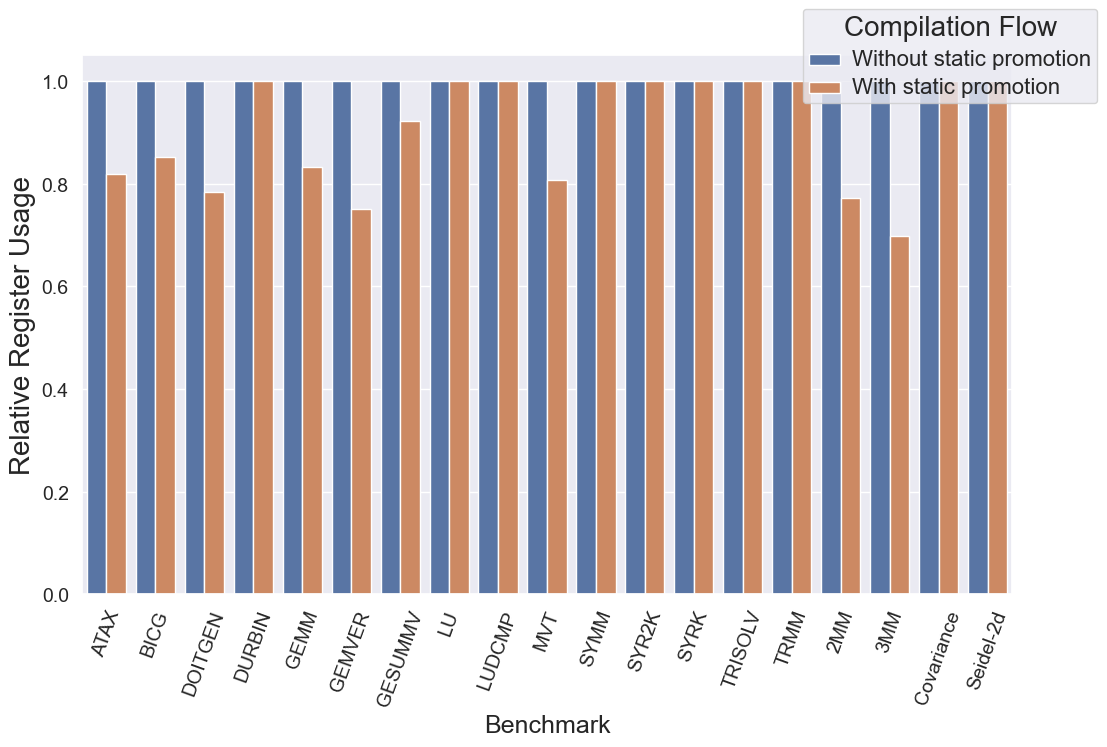 Compilation Flow
Without static promotion
With static promotion
Relative Register Usage
1.0
0.8
0.6
0.4
0.2
0.0
ATAX
BICG
DOITGEN
DURBIN
GEMM
GEMVER
GESUMMV
LU
LUDCMP
MVT
SYMM
SYR2K
SYRK
TRISOLV
TRMM
2MM
3MM
Covariance
Seidel-2d
Benchmark